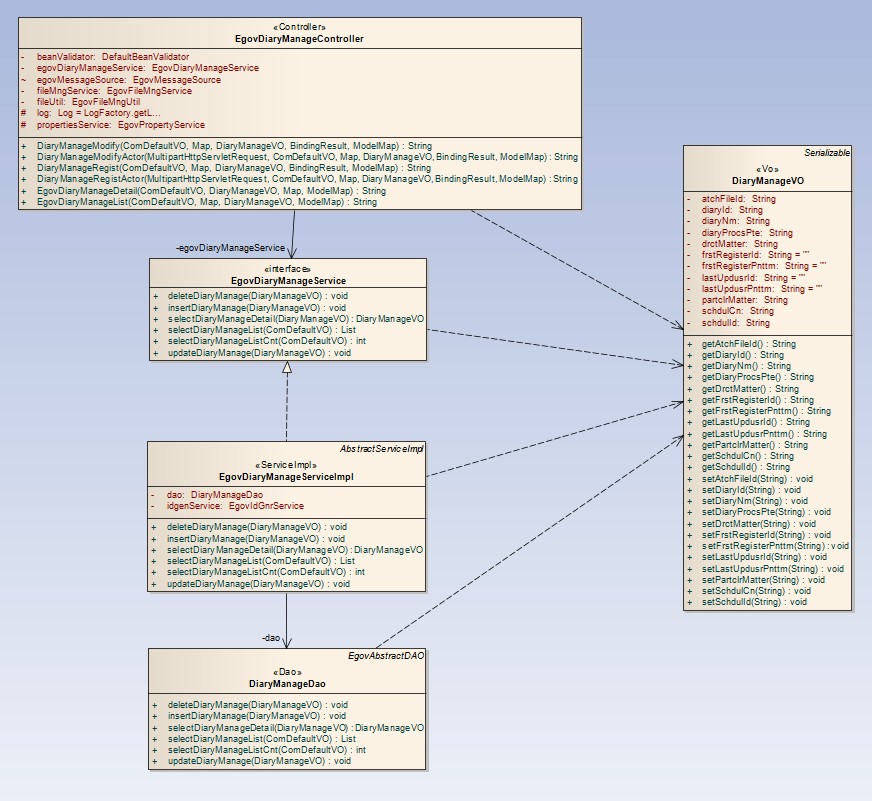 «Controller»
EgovDiaryManageController
- beanValidator: DefaultBeanValidator
- egovDiaryManageService: EgovDiaryManageService
~ egovMessageSource: EgovMessageSource
- fileMngService: EgovFileMngService
- fileUtil: EgovFileMngUtil
# log: Log = LogFactory.getL...
# propertiesService: EgovPropertyService
+ DiaryManageModify(ComDefaultVO, Map, DiaryManageVO, BindingResult, ModelMap) : String
+ DiaryManageModifyActor(MultipartHttpServletRequest, ComDefaultVO, Map, DiaryManageVO, BindingResult, ModelMap) : String
+ DiaryManageRegist(ComDefaultVO, Map, DiaryManageVO, BindingResult, ModelMap) : String
+ DiaryManageRegistActor(MultipartHttpServletRequest, ComDefaultVO, Map, DiaryManageVO, BindingResult, ModelMap) : String
+ EgovDiaryManageDetail(ComDefaultVO, DiaryManageVO, Map, ModelMap) : String
+ EgovDiaryManageList(ComDefaultVO, Map, DiaryManageVO, ModelMap) : String
-egovDiaryManageService
«interface»
EgovDiaryManageService
+ deleteDiaryManage(DiaryManageVO) : void
+ insertDiaryManage(DiaryManageVO) : void
+ selectDiaryManageDetail(DiaryManageVO) : DiaryManageVO
+ selectDiaryManageList(ComDefaultVO) : List
+ selectDiaryManageListCnt(ComDefaultVO) : int
+ updateDiaryManage(DiaryManageVO) : void
AbstractServiceImpl
«ServiceImpl»
EgovDiaryManageServiceImpl
- dao: DiaryManageDao
- idgenService: EgovIdGnrService
+ deleteDiaryManage(DiaryManageVO) : void
+ insertDiaryManage(DiaryManageVO) : void
+ selectDiaryManageDetail(DiaryManageVO) : DiaryManageVO
+ selectDiaryManageList(ComDefaultVO) : List
+ selectDiaryManageListCnt(ComDefaultVO) : int
+ updateDiaryManage(DiaryManageVO) : void
-dao
EgovAbstractDAO
«Dao»
DiaryManageDao
+ deleteDiaryManage(DiaryManageVO) : void
+ insertDiaryManage(DiaryManageVO) : void
+ selectDiaryManageDetail(DiaryManageVO) : DiaryManageVO
+ selectDiaryManageList(ComDefaultVO) : List
+ selectDiaryManageListCnt(ComDefaultVO) : int
+ updateDiaryManage(DiaryManageVO) : void
Serializable
«Vo»
DiaryManageVO
- atchFileId: String
- diaryId: String
- diaryNm: String
- diaryProcsPte: String
- drctMatter: String
- frstRegisterId: String = ""
- frstRegisterPnttm: String = ""
- lastUpdusrId: String = ""
- lastUpdusrPnttm: String = ""
- partclrMatter: String
- schdulCn: String
- schdulId: String
+ getAtchFileId() : String
+ getDiaryId() : String
+ getDiaryNm() : String
+ getDiaryProcsPte() : String
+ getDrctMatter() : String
+ getFrstRegisterId() : String
+ getFrstRegisterPnttm() : String
+ getLastUpdusrId() : String
+ getLastUpdusrPnttm() : String
+ getPartclrMatter() : String
+ getSchdulCn() : String
+ getSchdulId() : String
+ setAtchFileId(String) : void
+ setDiaryId(String) : void
+ setDiaryNm(String) : void
+ setDiaryProcsPte(String) : void
+ setDrctMatter(String) : void
+ setFrstRegisterId(String) : void
+ setFrstRegisterPnttm(String) : void
+ setLastUpdusrId(String) : void
+ setLastUpdusrPnttm(String) : void
+ setPartclrMatter(String) : void
+ setSchdulCn(String) : void
+ setSchdulId(String) : void